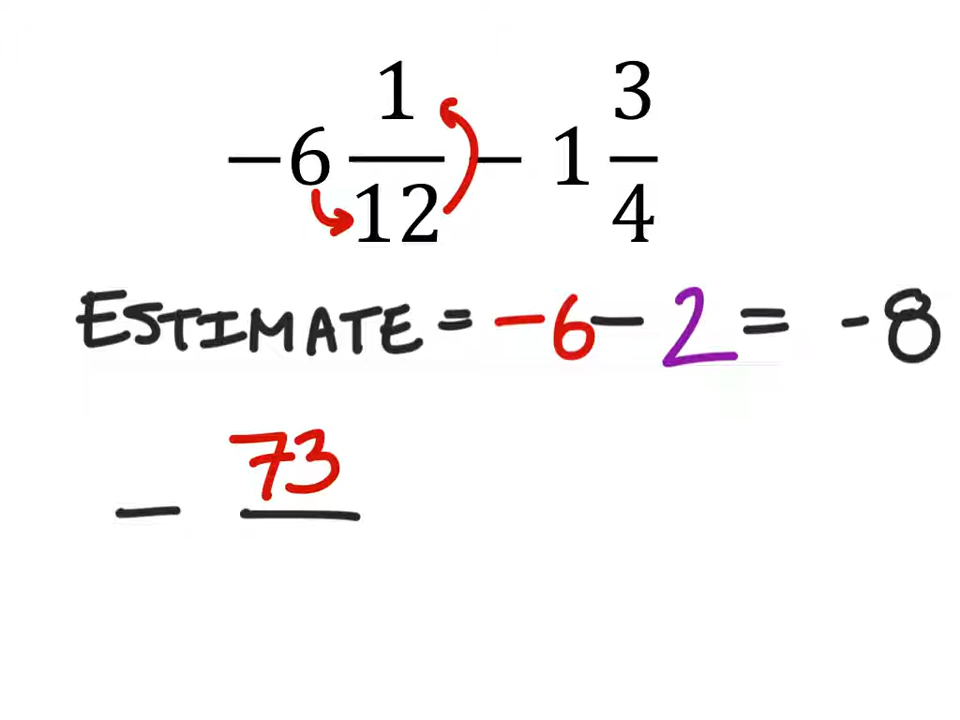 −6 1/12 − 1 3/4
ESTIMATE = -6 - 2 = -8
- 73